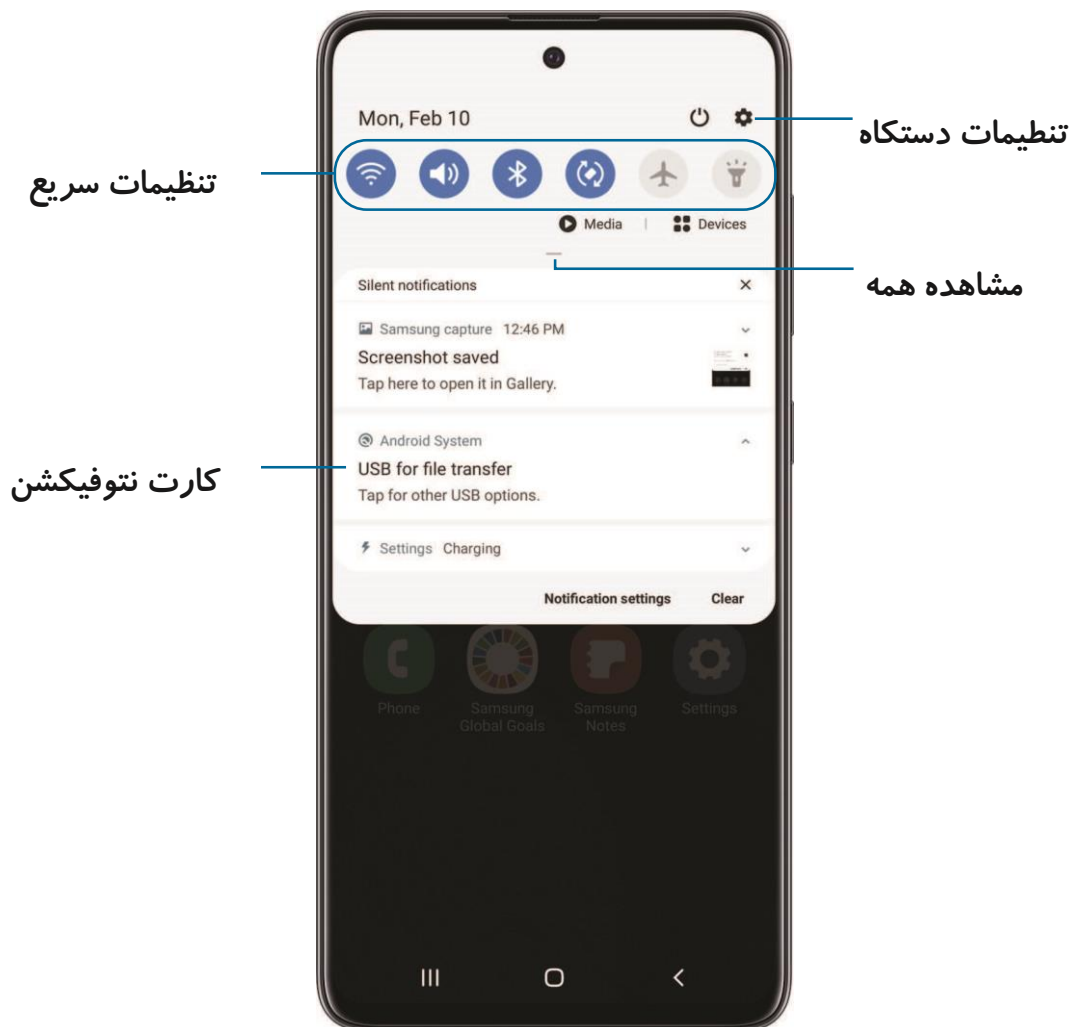 Mon, Feb 10
تنطیمات دستکاه
تنظیمات سریع
Media | Devices
مشاهده همه
Silent notifications
Samsung capture 12:46 PM
Screenshot saved
Tap here to open it in Gallery.
Android System
USB for file transfer
Tap for other USB options.
کارت نتوفیکشن
Settings Charging
Notification settings Clear
Phone
Samsung Global Goals
Samsung Notes
Settings